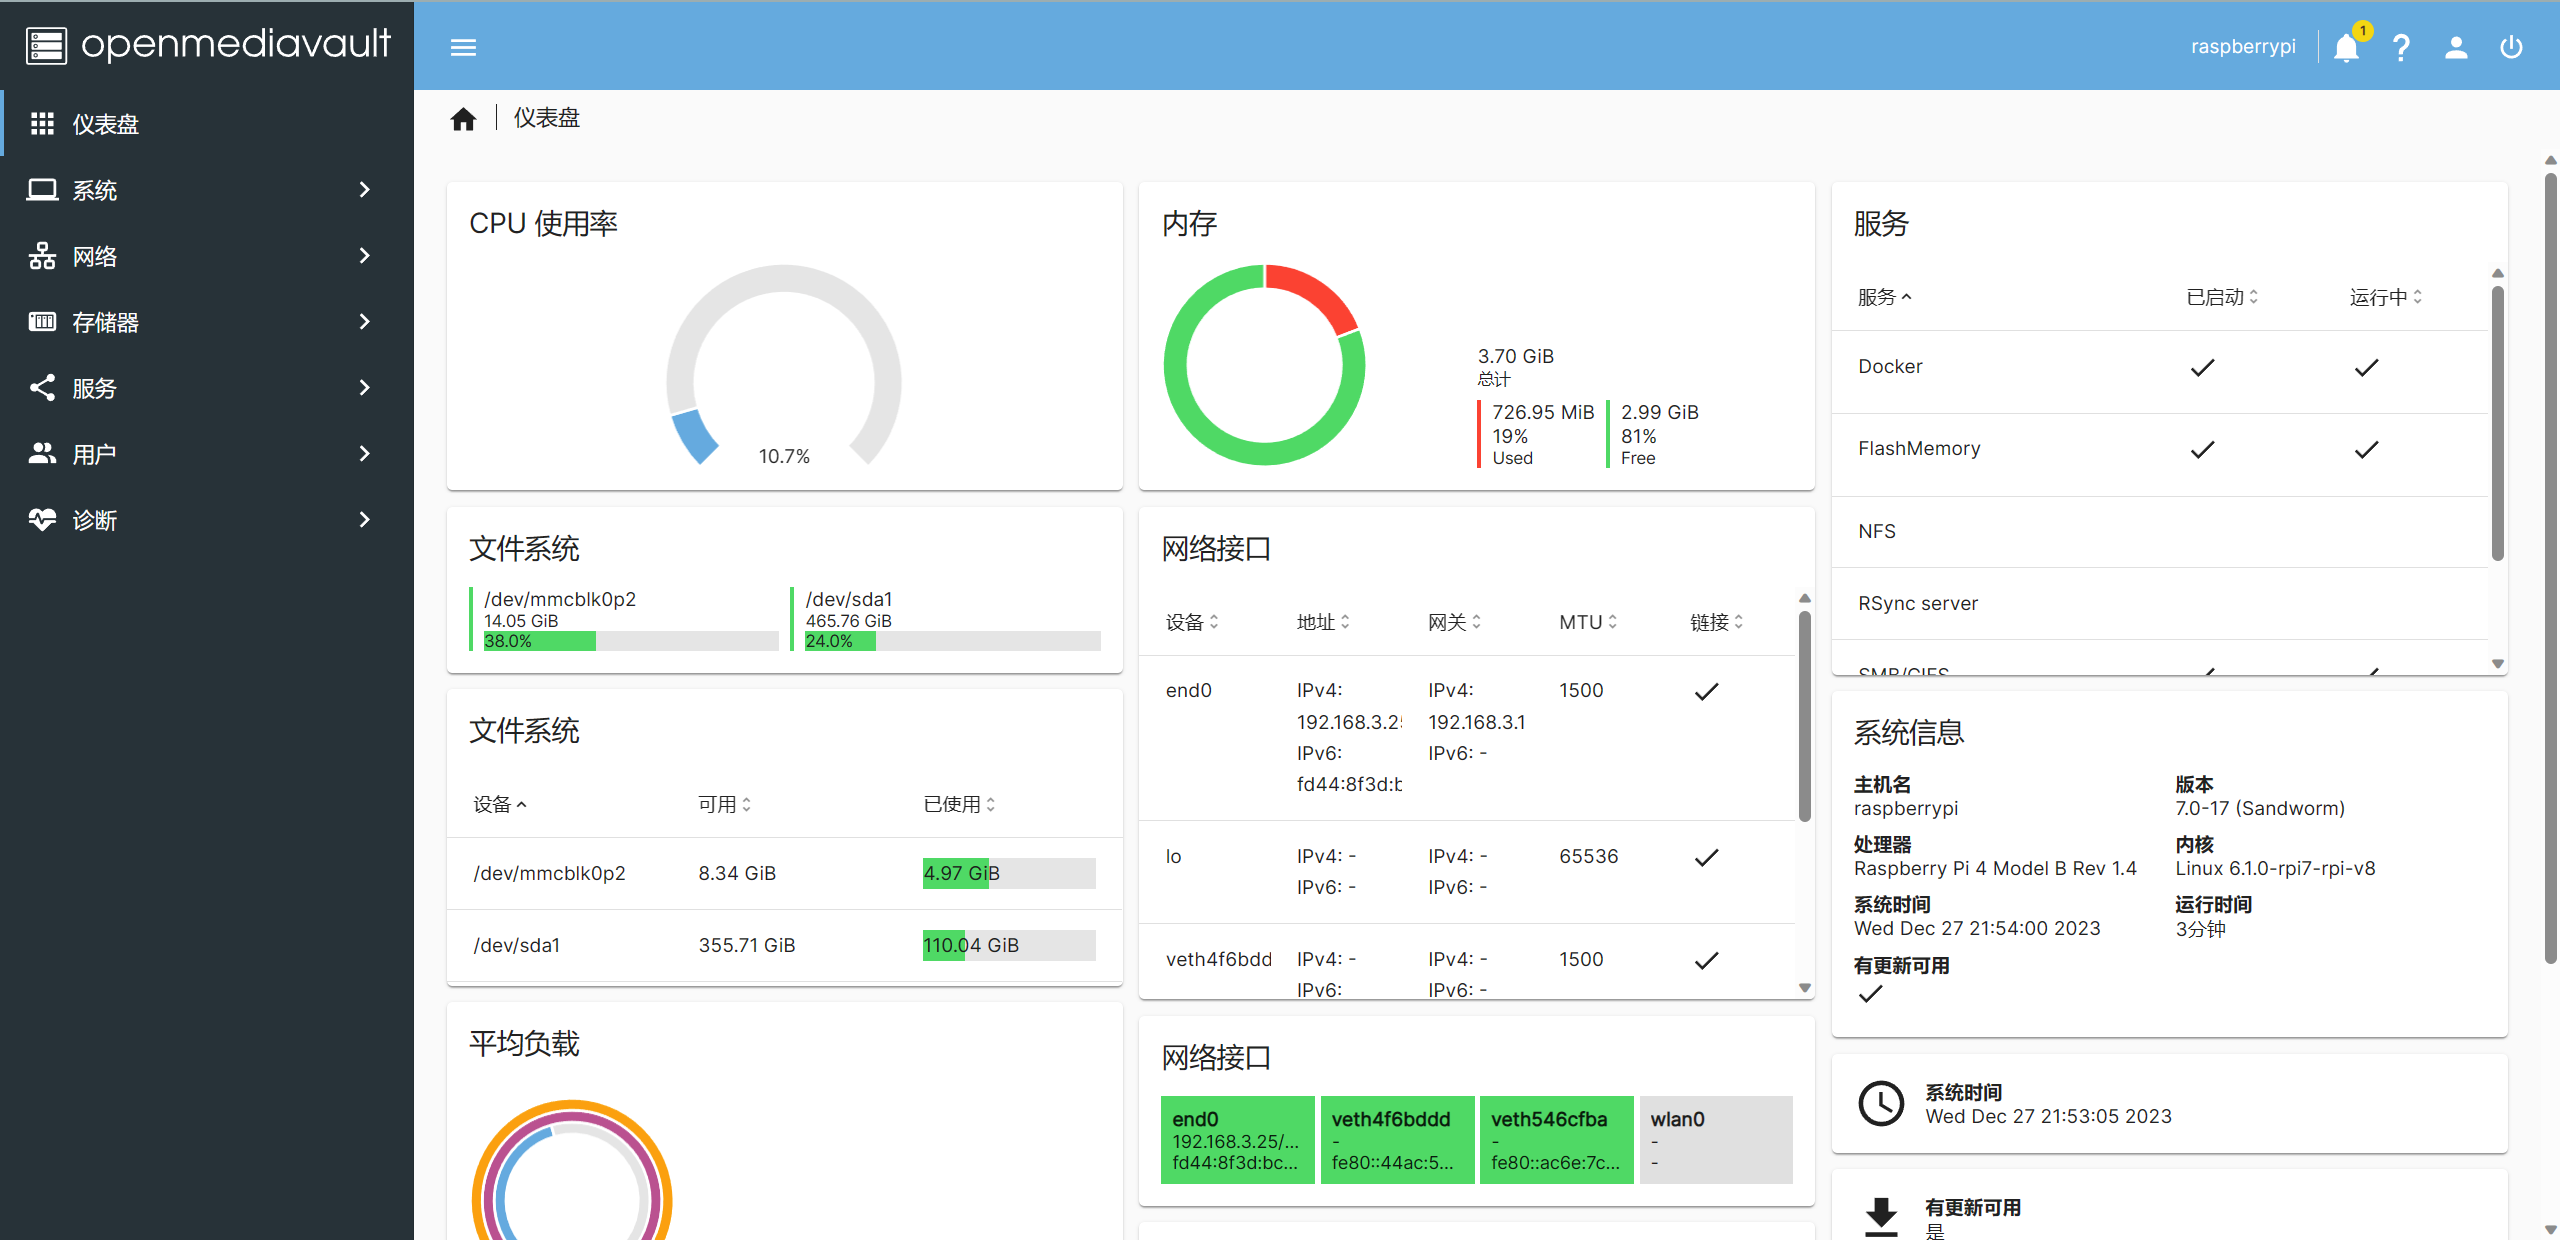 openmediavault
raspberrypi
1
仪表盘
系统
网络
存储器
服务
用户
诊断
仪表盘
CPU 使用率
10.7%
内存
3.70 GiB
总计
726.95 MiB
19%
Used
2.99 GiB
81%
Free
服务
服务 已启动 运行中
Docker
FlashMemory
NFS
RSync server
SMB/CIFS
文件系统
/dev/mmcblk0p2
14.05 GiB
38.0%
/dev/sda1
465.76 GiB
24.0%
文件系统
设备 可用 已使用
/dev/mmcblk0p2 8.34 GiB 4.97 GiB
/dev/sda1 355.71 GiB 110.04 GiB
平均负载
网络接口
设备 地址 网关 MTU 链接
end0 IPv4: IPv4: 1500
192.168.3.2 192.168.3.1
IPv6: IPv6: -
fd44:8f3d:b
lo IPv4: - IPv4: - 65536
IPv6: - IPv6: -
veth4f6bdd IPv4: - IPv4: - 1500
IPv6: IPv6: -
网络接口
end0
192.168.3.25/...
fd44:8f3d:bc...
veth4f6bddd
-
fe80::44ac:5...
veth546cfba
-
fe80::ac6e:7c...
wlan0
-
-
系统信息
主机名
raspberrypi
版本
7.0-17 (Sandworm)
处理器
Raspberry Pi 4 Model B Rev 1.4
内核
Linux 6.1.0-rpi7-rpi-v8
系统时间
Wed Dec 27 21:54:00 2023
运行时间
3分钟
有更新可用
系统时间
Wed Dec 27 21:53:05 2023
有更新可用
是